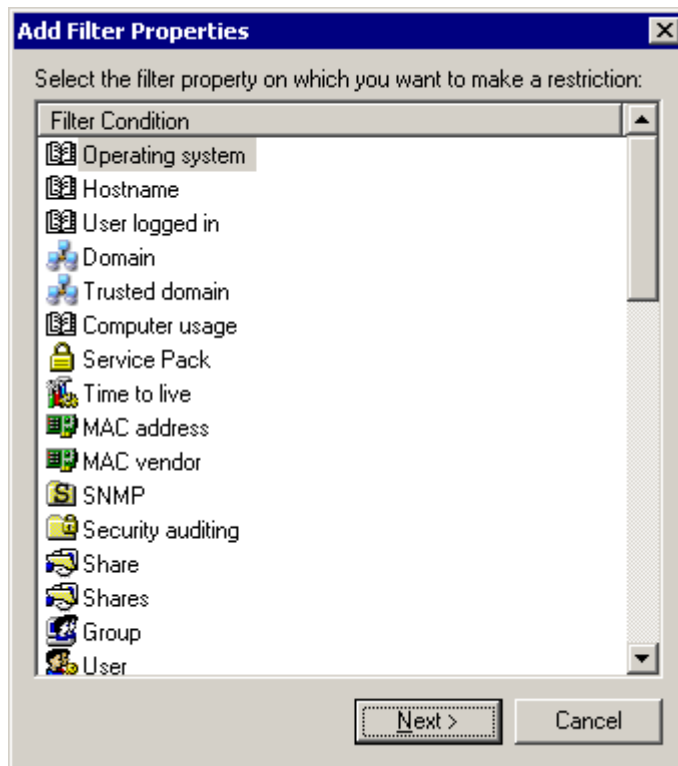 Add Filter Properties
Select the filter property on which you want to make a restriction:
Filter Condition
Operating system
Hostname
User logged in
Domain
Trusted domain
Computer usage
Service Pack
Time to live
MAC address
MAC vendor
SNMP
Security auditing
Share
Shares
Group
User
Next >
Cancel